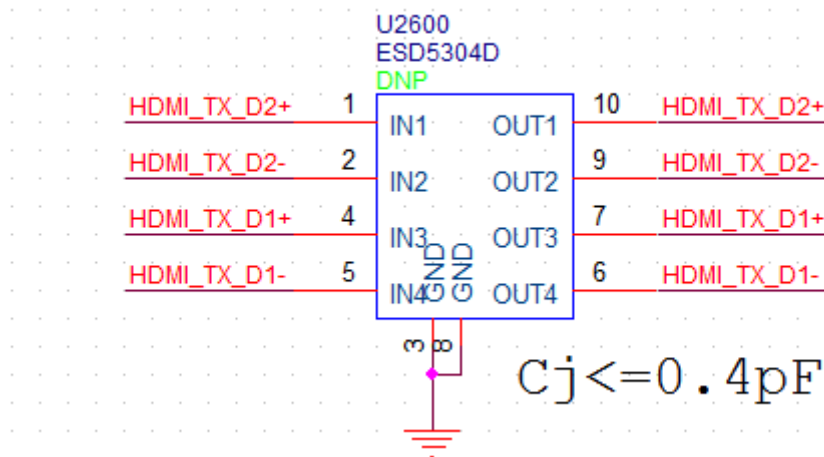 U2600
ESD5304D
DNP
HDMI_TX_D2+ 1 IN1 OUT1 10 HDMI_TX_D2+
HDMI_TX_D2- 2 IN2 OUT2 9 HDMI_TX_D2-
HDMI_TX_D1+ 4 IN3 OUT3 7 HDMI_TX_D1+
HDMI_TX_D1- 5 IN4 OUT4 6 HDMI_TX_D1-
GND GND
3 8
Cj<=0.4pF